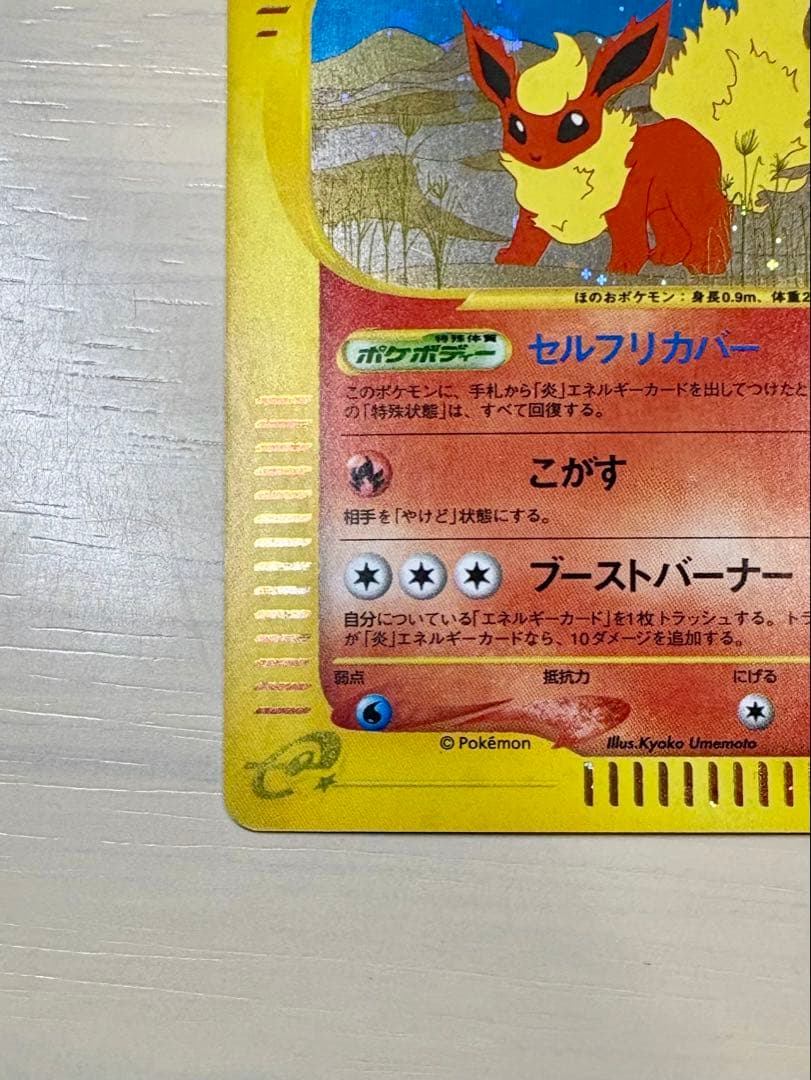 ほのおポケモン：身長0.9m、体重2
特殊体質
ポケボディー セルフリカバー
このポケモンに、手札から「炎」エネルギーカードを出してつけたと
の「特殊状態」は、すべて回復する。
こがす
相手を「やけど」状態にする。
ブーストバーナー
自分についている「エネルギーカード」を1枚トラッシュする。トラ
が「炎」エネルギーカードなら、10ダメージを追加する。
弱点 抵抗力 にげる
© Pokémon Illus.Kyoko Umemoto
e